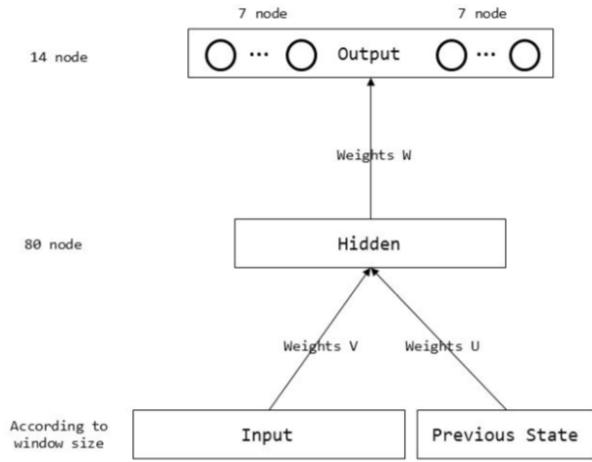 7 node
7 node
14 node
... Output ...
Weights W
80 node
Hidden
Weights V
Weights U
According to
window size
Input
Previous State